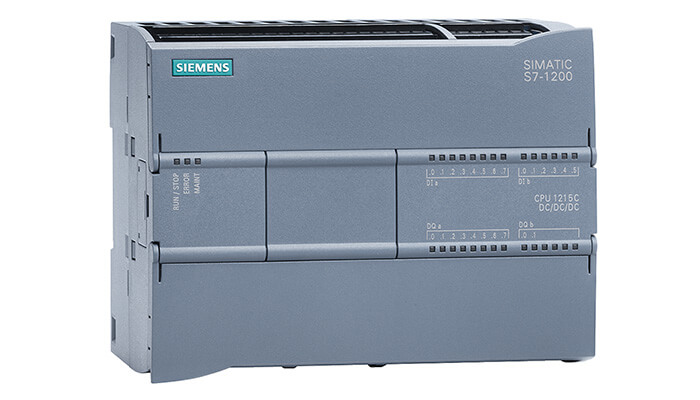 SIEMENS
SIMATIC
S7-1200
RUN / STOP
ERROR
MAINT
.0 .1 .2 .3 .4 .5 .6 .7
DI a
.0 .1 .2 .3 .4 .5
DI b
CPU 1215C
DC/DC/DC
DQ a
.0 .1 .2 .3 .4 .5 .6 .7
DQ b
.0 .1